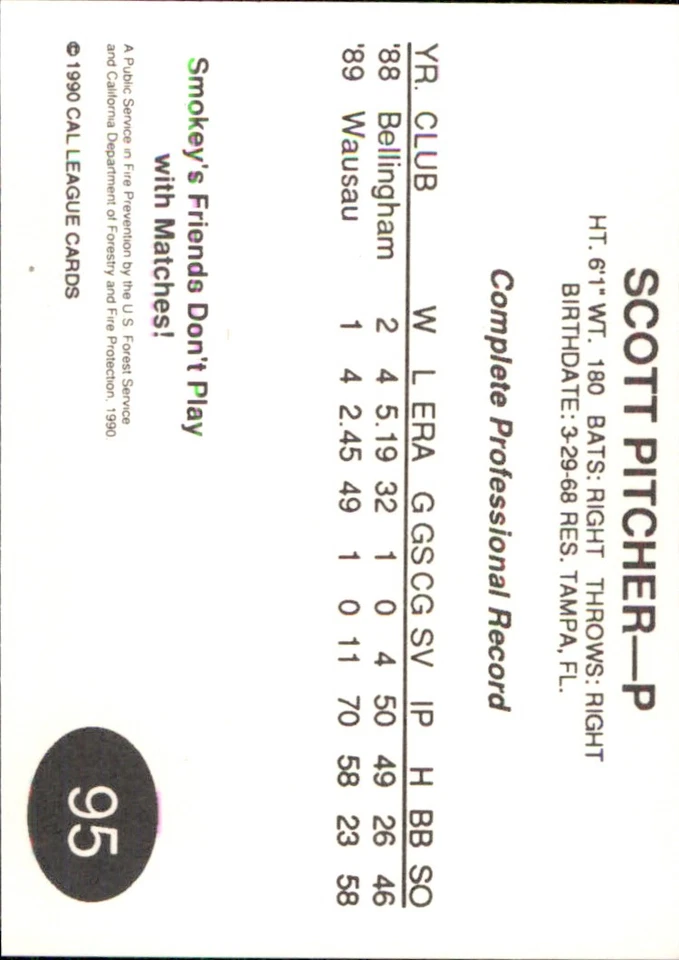 SCOTT PITCHER—P
HT. 6'1" WT. 180 BATS: RIGHT THROWS: RIGHT
BIRTHDATE: 3-29-68 RES. TAMPA, FL.
Complete Professional Record
YR. CLUB W L ERA G GS CG SV IP H BB SO
'88 Bellingham 2 4 5.19 32 1 0 4 50 49 26 46
'89 Wausau 1 4 2.45 49 1 0 11 70 58 23 58
Smokey's Friends Don't Play
with Matches!
A Public Service in Fire Prevention by the U S Forest Service
and California Department of Forestry and Fire Protection, 1990.
© 1990 CAL LEAGUE CARDS
95